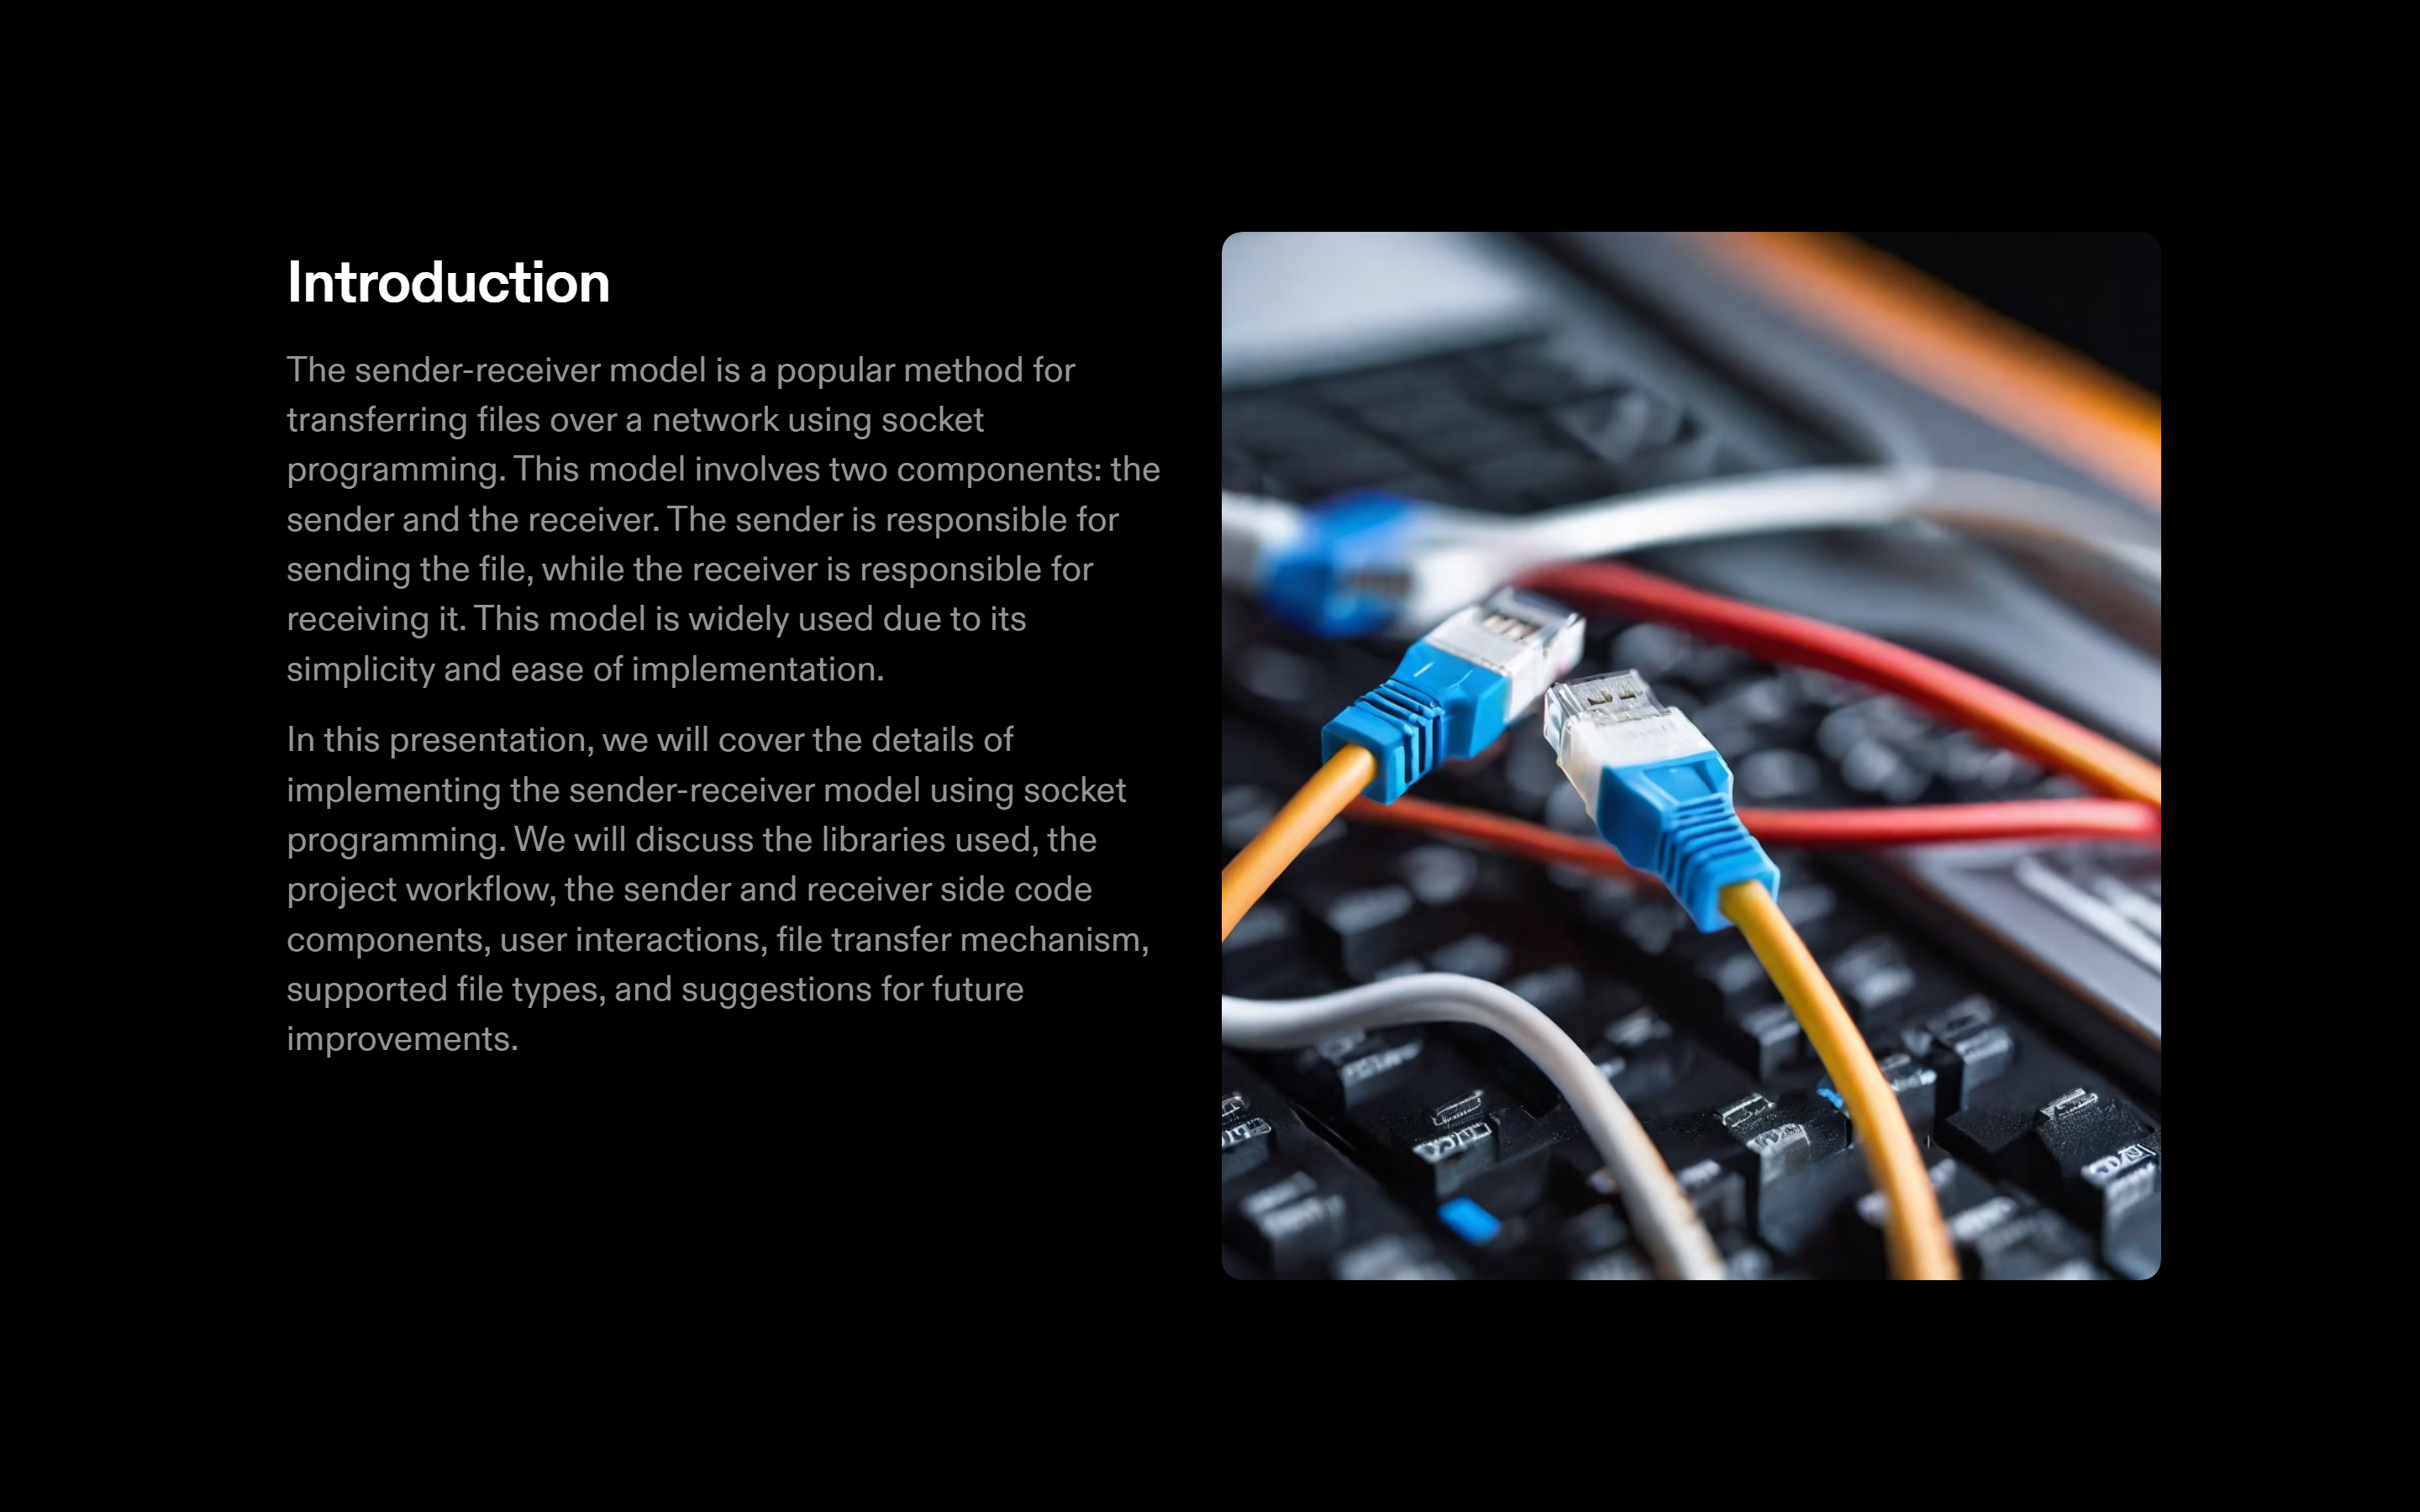 Introduction
The sender-receiver model is a popular method for
transferring files over a network using socket
programming. This model involves two components: the
sender and the receiver. The sender is responsible for
sending the file, while the receiver is responsible for
receiving it. This model is widely used due to its
simplicity and ease of implementation.
In this presentation, we will cover the details of
implementing the sender-receiver model using socket
programming. We will discuss the libraries used, the
project workflow, the sender and receiver side code
components, user interactions, file transfer mechanism,
supported file types, and suggestions for future
improvements.